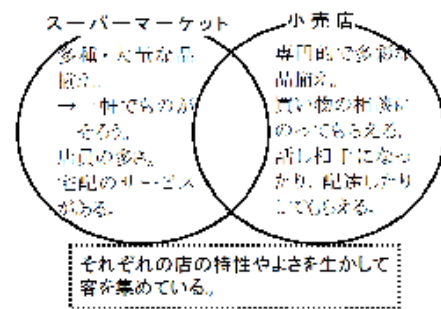 スーパーマーケット
多種・大量な品
揃え。
→一軒でものが
そろう。
店員の多さ。
宅配のサービス
がある。
小売店
専門的で多彩な
品揃え。
買い物の相談に
のってもらえる。
話し相手になっ
たり、配達したり
してもらえる。
それぞれの店の特性やよさを生かして
客を集めている。